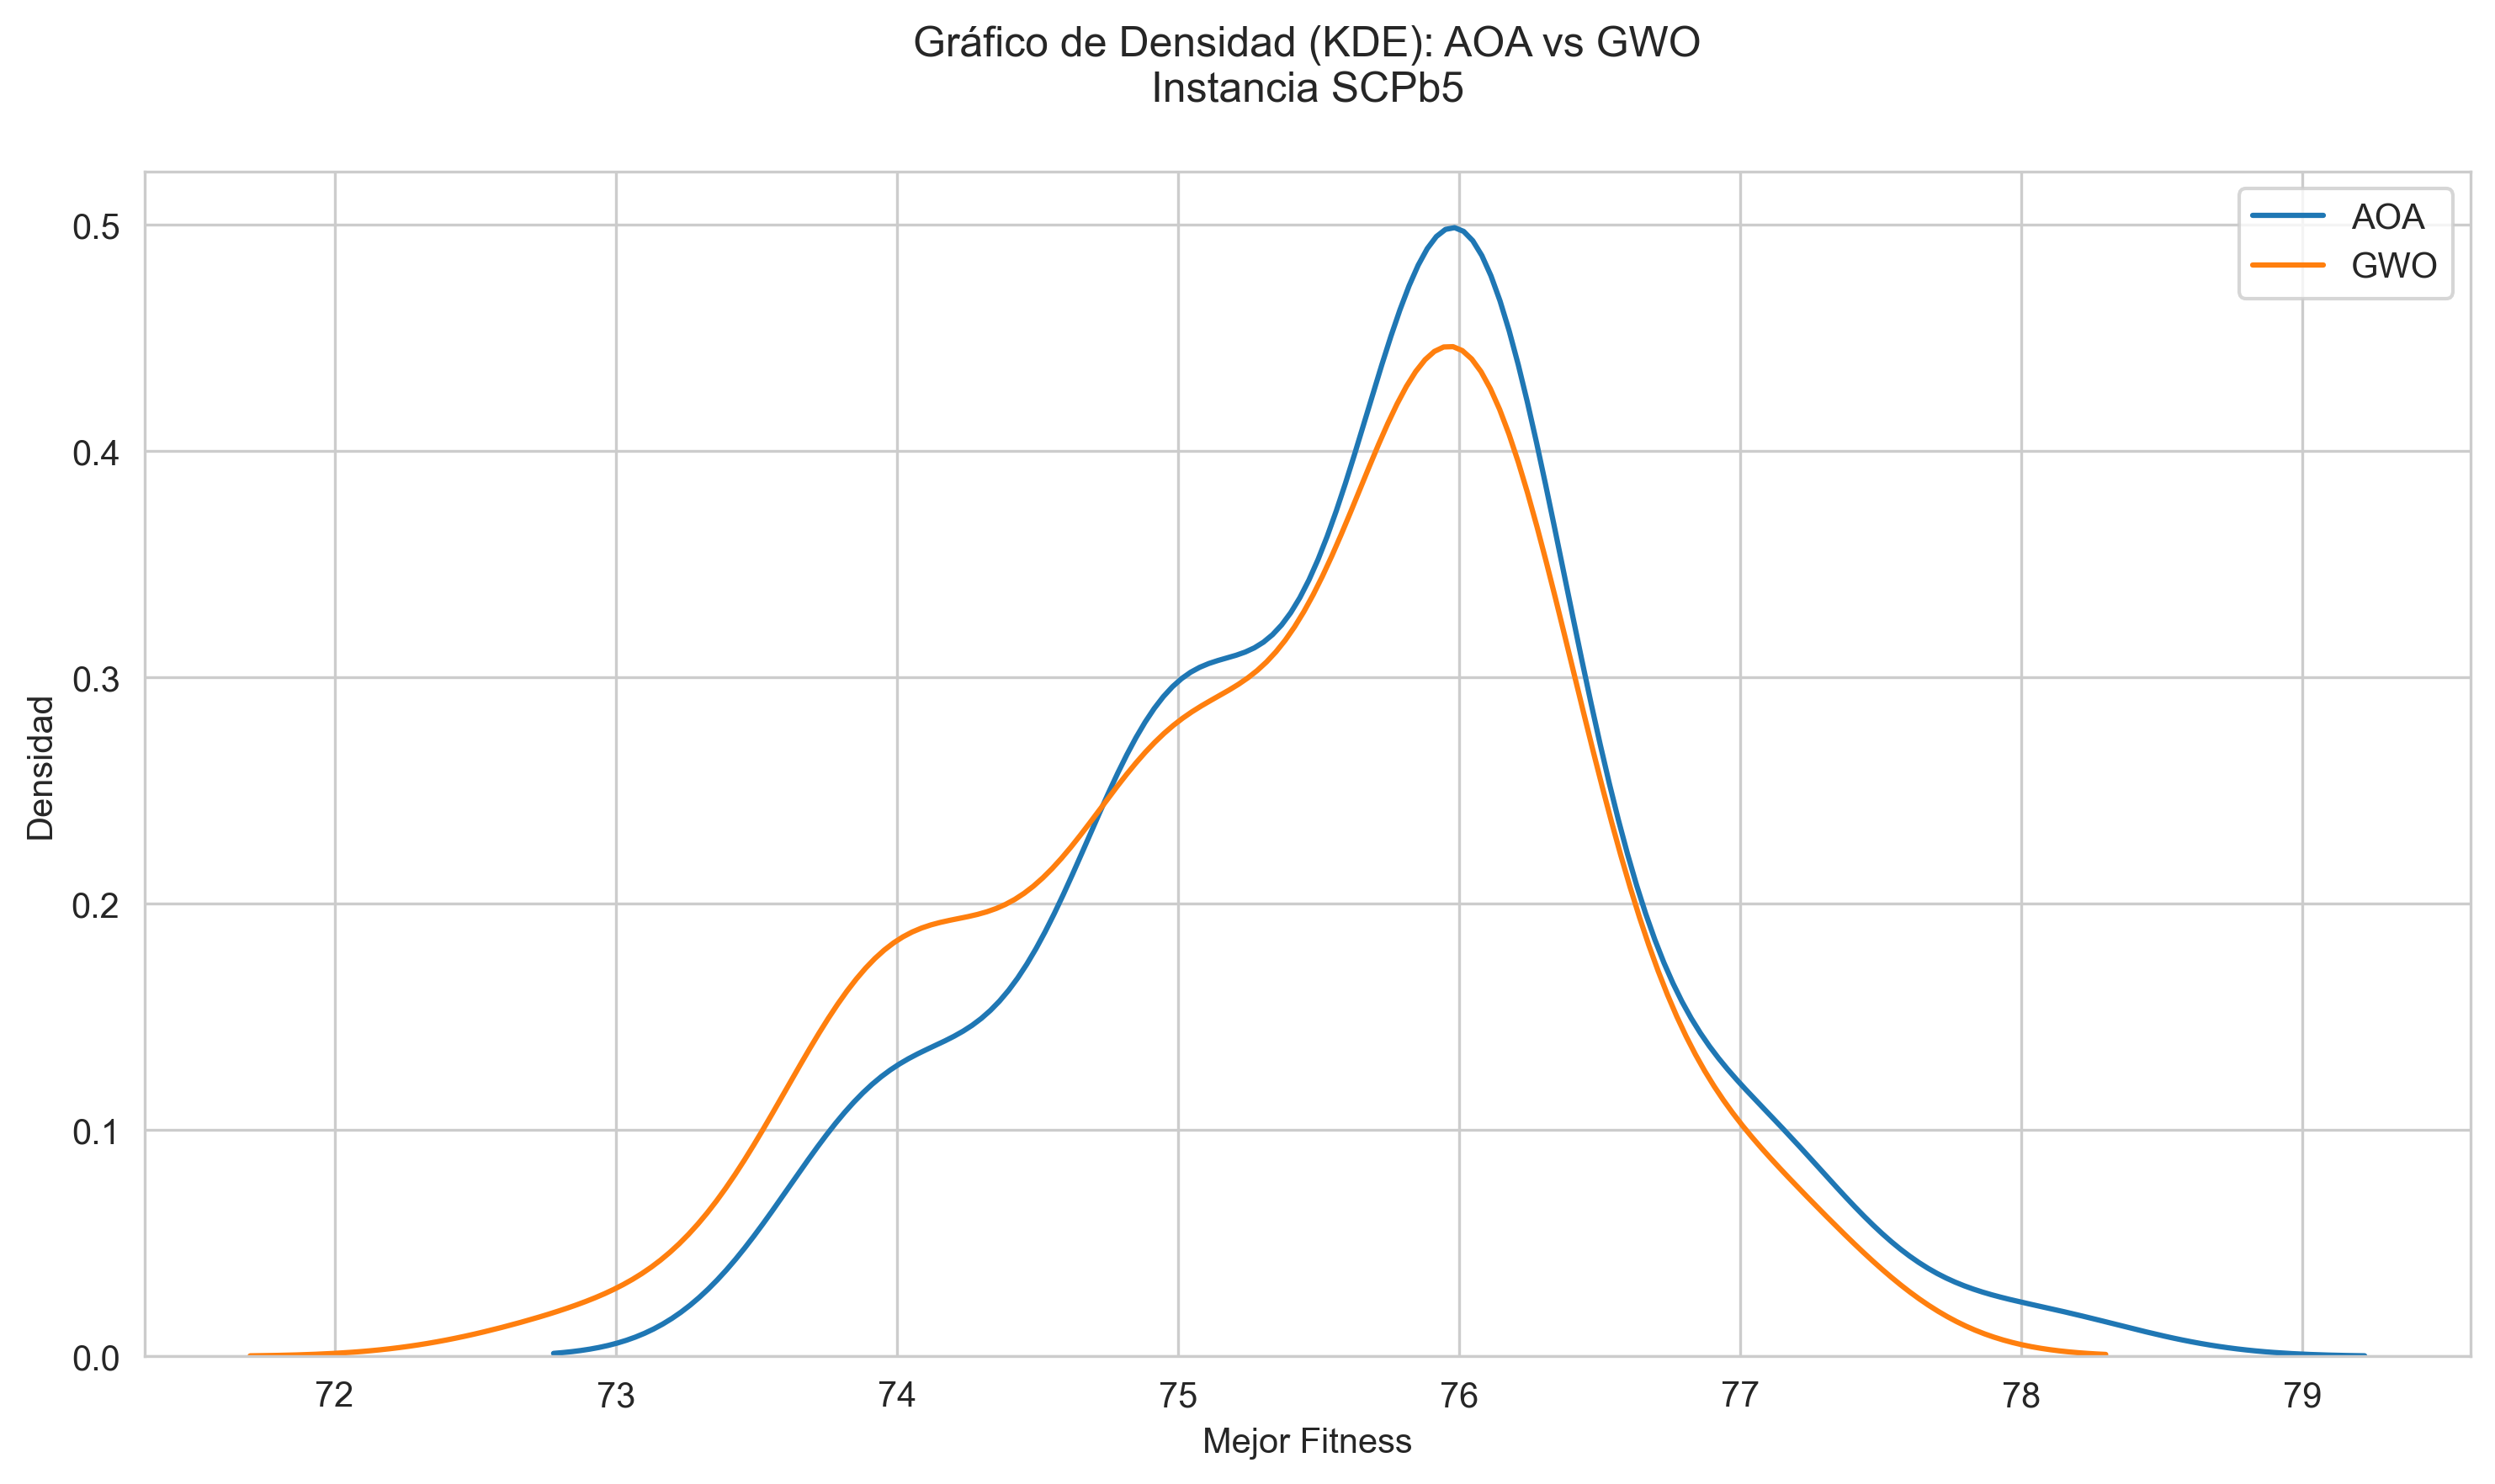 Gráfico de Densidad (KDE): AOA vs GWO
Instancia SCPb5
AOA
GWO
Densidad
0.5
0.4
0.3
0.2
0.1
0.0
72 73 74 75 76 77 78 79
Mejor Fitness